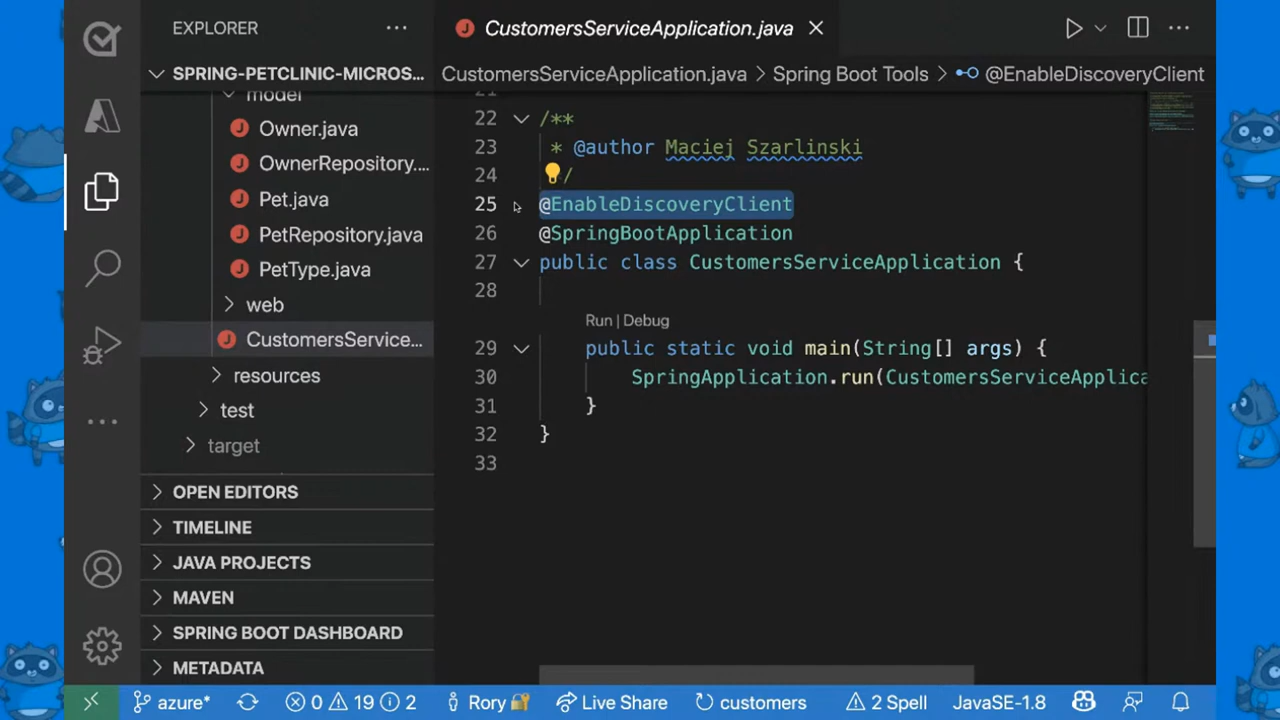 EXPLORER
SPRING-PETCLINIC-MICROS...
model
Owner.java
OwnerRepository....
Pet.java
PetRepository.java
PetType.java
web
CustomersService...
resources
test
target
OPEN EDITORS
TIMELINE
JAVA PROJECTS
MAVEN
SPRING BOOT DASHBOARD
METADATA
CustomersServiceApplication.java
CustomersServiceApplication.java > Spring Boot Tools > @EnableDiscoveryClient
21
22 /**
23 * @author Maciej Szarlinski
24 */
25 @EnableDiscoveryClient
26 @SpringBootApplication
27 public class CustomersServiceApplication {
28
Run | Debug
29 public static void main(String[] args) {
30 SpringApplication.run(CustomersServiceApplica
31 }
32 }
33
azure* 0 19 2 Rory Live Share customers 2 Spell JavaSE-1.8